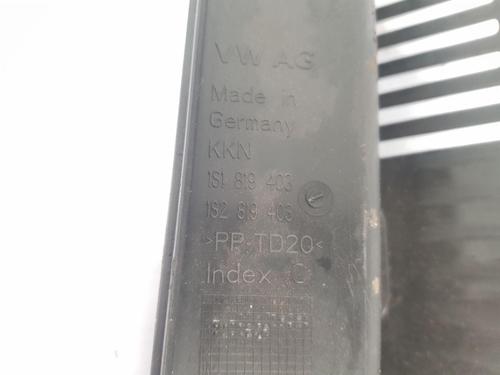 VW AG
Made in
Germany
KKN
1S1 819 403
1S2 819 403
>PP-TD20<
Index C